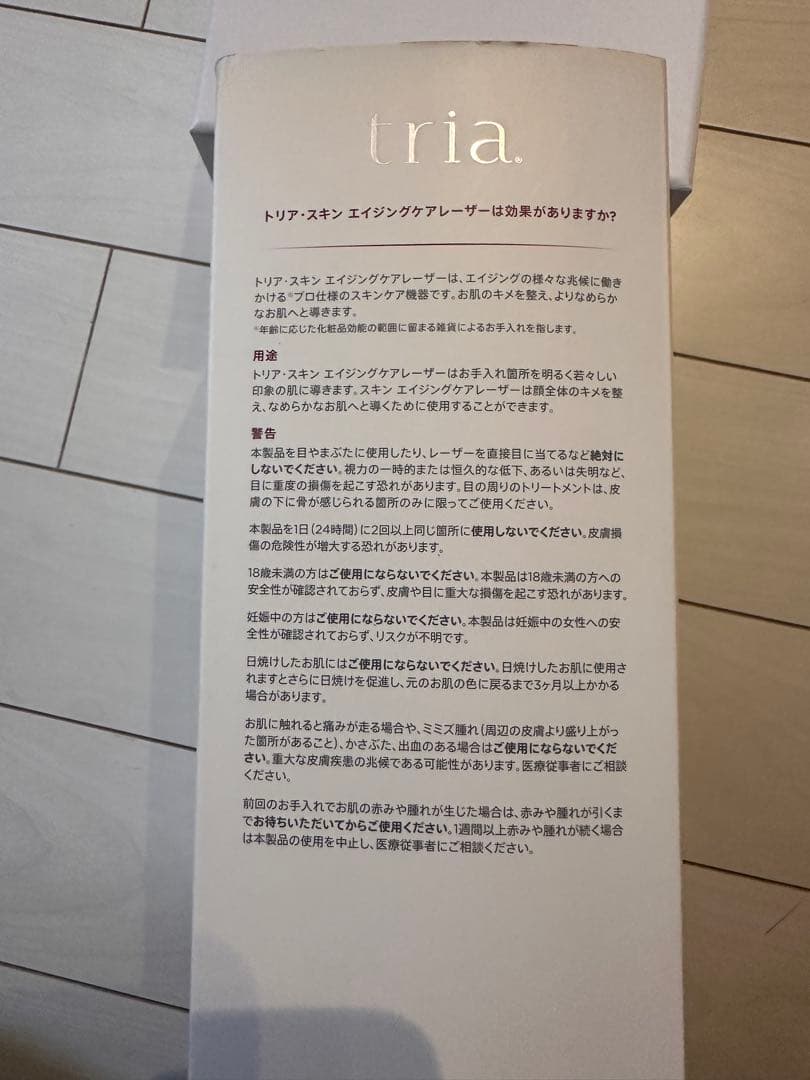 tria®
トリア・スキン エイジングケアレーザーは効果がありますか?
トリア・スキン エイジングケアレーザーは、エイジングの様々な兆候に働き
かける※プロ仕様のスキンケア機器です。お肌のキメを整え、よりなめらか
なお肌へと導きます。
※年齢に応じた化粧品効能の範囲に留まる雑貨によるお手入れを指します。
用途
トリア・スキン エイジングケアレーザーはお手入れ箇所を明るく若々しい
印象の肌に導きます。スキン エイジングケアレーザーは顔全体のキメを整
え、なめらかなお肌へと導くために使用することができます。
警告
本製品を目やまぶたに使用したり、レーザーを直接目に当てるなど絶対に
しないでください。視力の一時的または恒久的な低下、あるいは失明など、
目に重度の損傷を起こす恐れがあります。目の周りのトリートメントは、皮
膚の下に骨が感じられる箇所のみに限ってご使用ください。
本製品を1日(24時間)に2回以上同じ箇所に使用しないでください。皮膚損
傷の危険性が増大する恐れがあります。
18歳未満の方はご使用にならないでください。本製品は18歳未満の方への
安全性が確認されておらず、皮膚や目に重大な損傷を起こす恐れがあります。
妊娠中の方はご使用にならないでください。本製品は妊娠中の女性への安
全性が確認されておらず、リスクが不明です。
日焼けしたお肌にはご使用にならないでください。日焼けしたお肌に使用さ
れますとさらに日焼けを促進し、元のお肌の色に戻るまで3ヶ月以上かかる
場合があります。
お肌に触れると痛みが走る場合や、ミミズ腫れ(周辺の皮膚より盛り上がっ
た箇所があること)、かさぶた、出血のある場合はご使用にならないでくだ
さい。重大な皮膚疾患の兆候である可能性があります。医療従事者にご相談
ください。
前回のお手入れでお肌の赤みや腫れが生じた場合は、赤みや腫れが引くま
でお待ちいただいてからご使用ください。1週間以上赤みや腫れが続く場合
は本製品の使用を中止し、医療従事者にご相談ください。